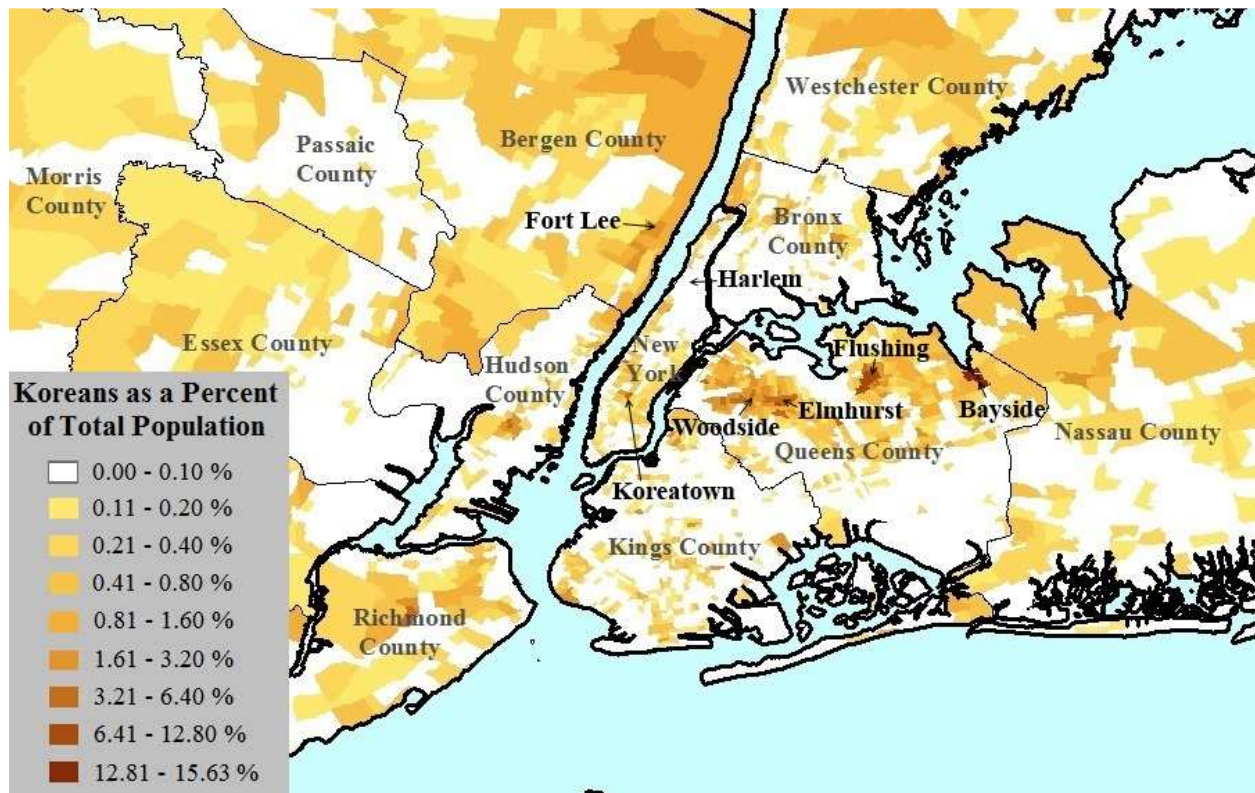 Westchester County
Passaic
County
Bergen County
Morris
County
Fort Lee
Bronx
County
Harlem
Essex County
Hudson
County
New
York
Flushing
Woodside
Elmhurst
Bayside
Nassau County
Queens County
Koreatown
Kings County
Richmond
County
Koreans as a Percent
of Total Population
0.00 - 0.10 %
0.11 - 0.20 %
0.21 - 0.40 %
0.41 - 0.80 %
0.81 - 1.60 %
1.61 - 3.20 %
3.21 - 6.40 %
6.41 - 12.80 %
12.81 - 15.63 %